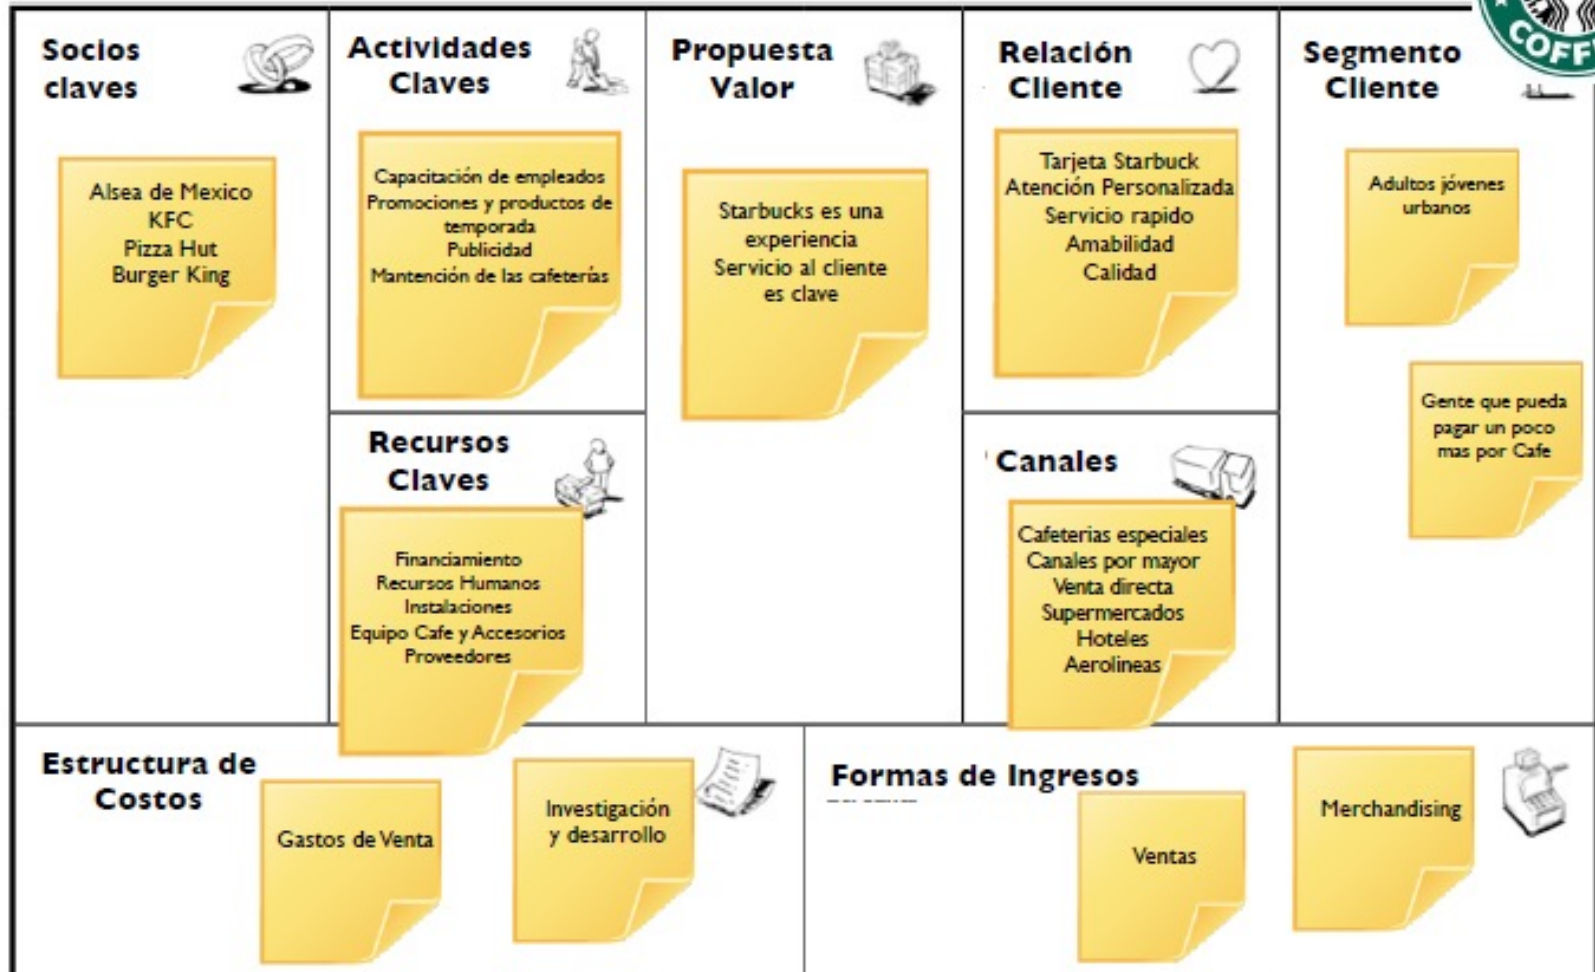 Socios
claves
Alsea de Mexico
KFC
Pizza Hut
Burger King
Actividades
Claves
Capacitación de empleados
Promociones y productos de
temporada
Publicidad
Mantención de las cafeterías
Recursos
Claves
Financiamiento
Recursos Humanos
Instalaciones
Equipo Cafe y Accesorios
Proveedores
Propuesta
Valor
Starbucks es una
experiencia
Servicio al cliente
es clave
Relación
Cliente
Tarjeta Starbuck
Atención Personalizada
Servicio rapido
Amabilidad
Calidad
Canales
Cafeterias especiales
Canales por mayor
Venta directa
Supermercados
Hoteles
Aerolineas
Segmento
Cliente
Adultos jóvenes
urbanos
Gente que pueda
pagar un poco
mas por Cafe
Estructura de
Costos
Gastos de Venta
Investigación
y desarrollo
Formas de Ingresos
Ventas
Merchandising